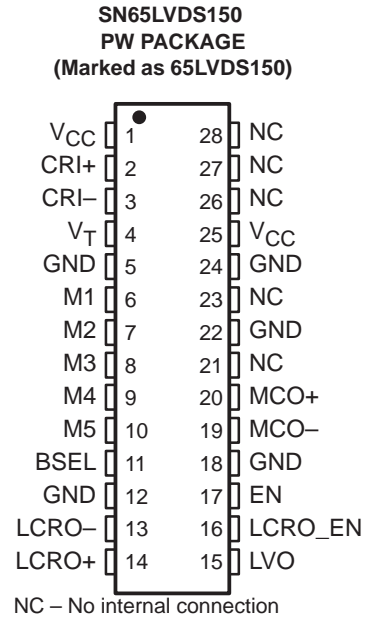 SN65LVDS150
PW PACKAGE
(Marked as 65LVDS150)
VCC 1 28 NC
CRI+ 2 27 NC
CRI– 3 26 NC
VT 4 25 VCC
GND 5 24 GND
M1 6 23 NC
M2 7 22 GND
M3 8 21 NC
M4 9 20 MCO+
M5 10 19 MCO–
BSEL 11 18 GND
GND 12 17 EN
LCRO– 13 16 LCRO_EN
LCRO+ 14 15 LVO
NC – No internal connection